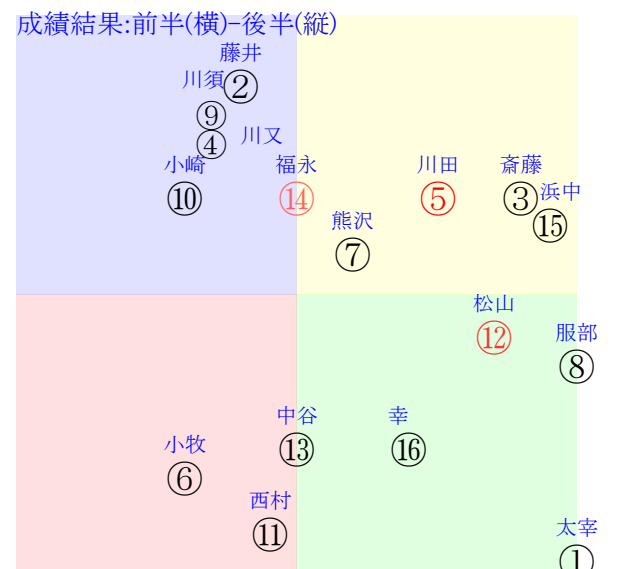 成績結果:前半(横)-後半(縦)
藤井
川須 ②
⑨
④ 川又
小崎 福永 川田 斎藤
⑩ ⑭ ⑤ ③ 浜中
熊沢 ⑮
⑦
松山
⑫ 服部
⑧
中谷 幸
小牧 ⑬ ⑯
⑥
西村
⑪ 太宰
①